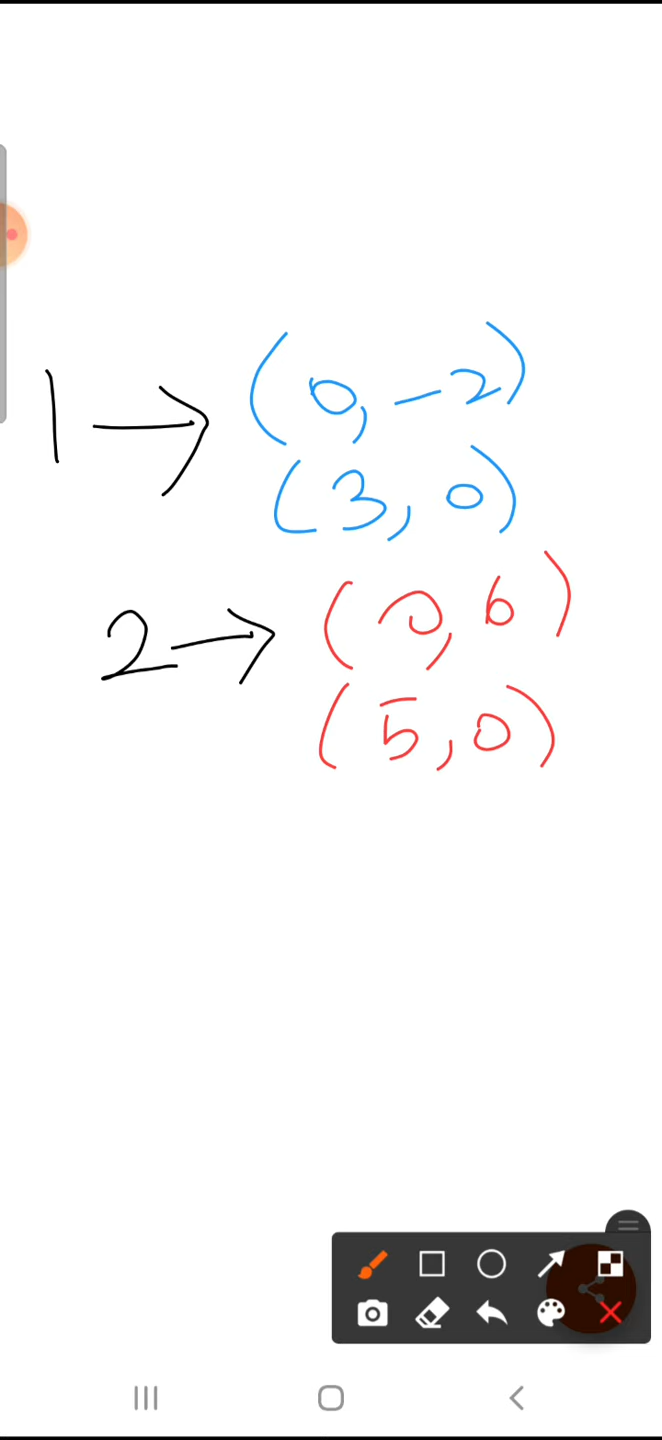 1 → (0, -2)
(3, 0)
2 → (0, 6)
(5, 0)